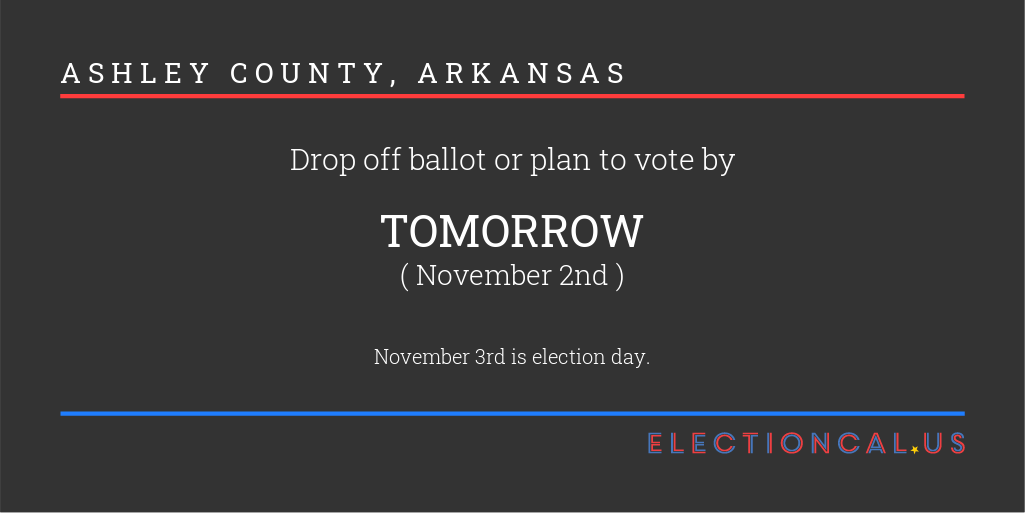 ASHLEY COUNTY, ARKANSAS
Drop off ballot or plan to vote by
TOMORROW
( November 2nd )
November 3rd is election day.
ELECTIONCAL.US